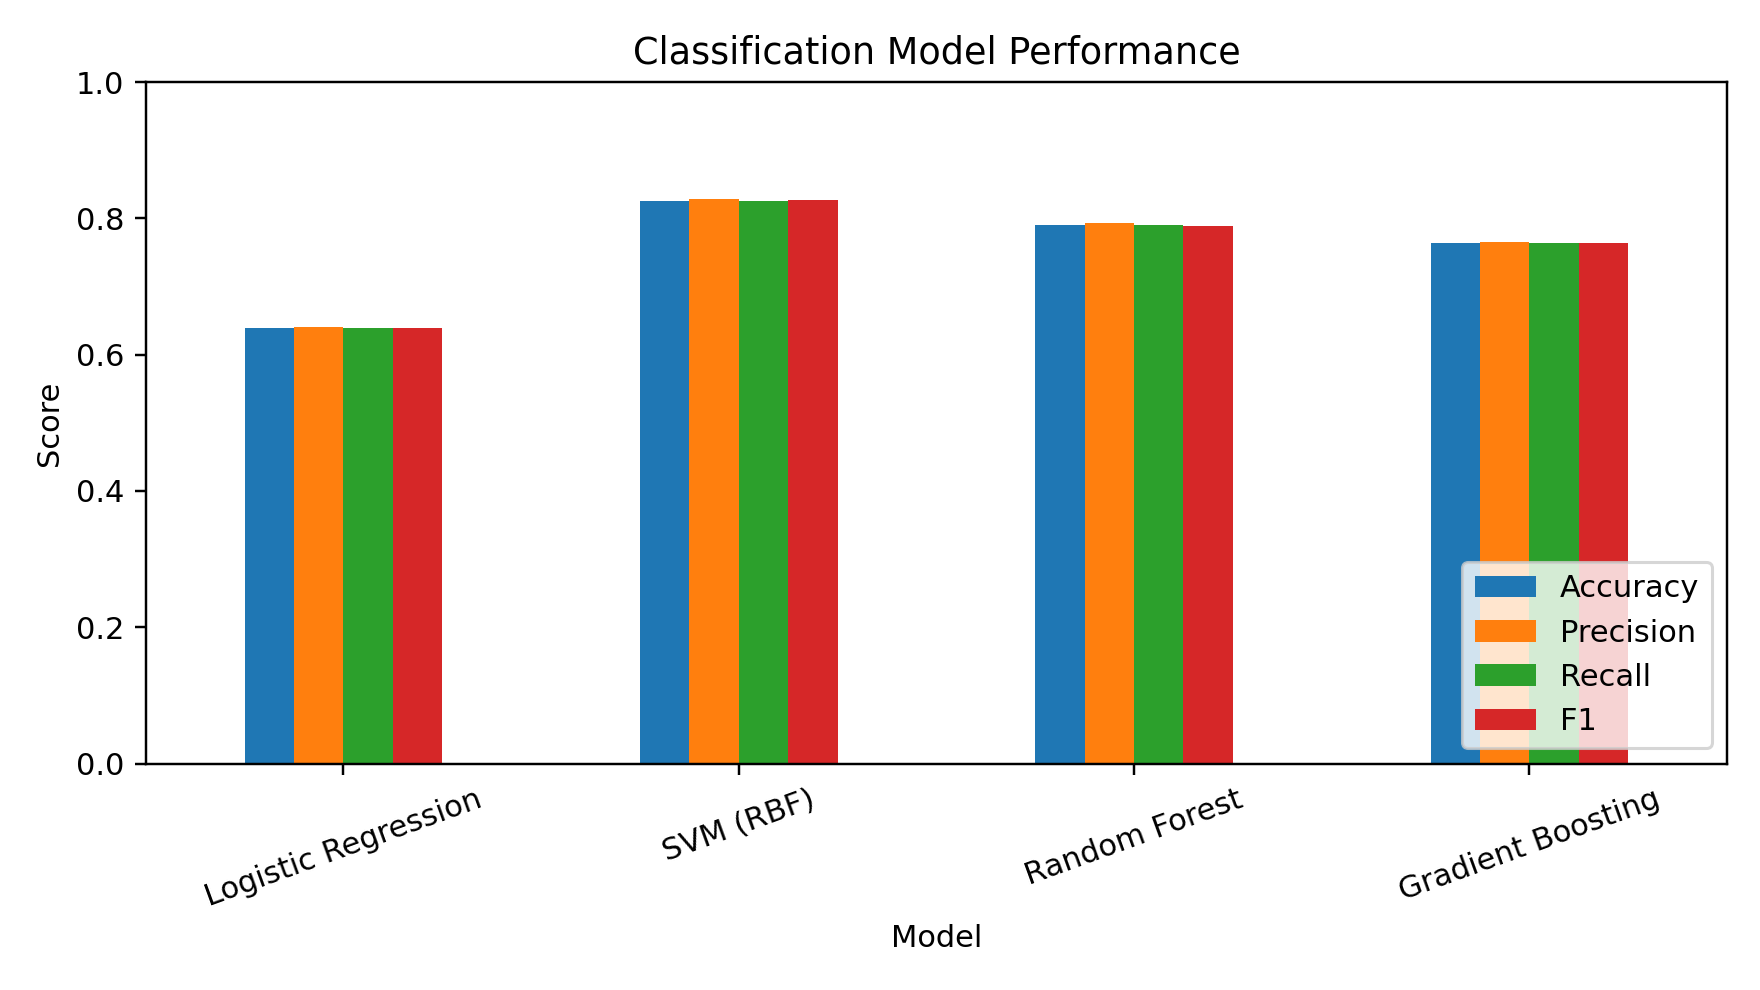 Classification Model Performance
1.0
0.8
0.6
0.4
0.2
0.0
Score
Accuracy
Precision
Recall
F1
Logistic Regression
SVM (RBF)
Random Forest
Gradient Boosting
Model